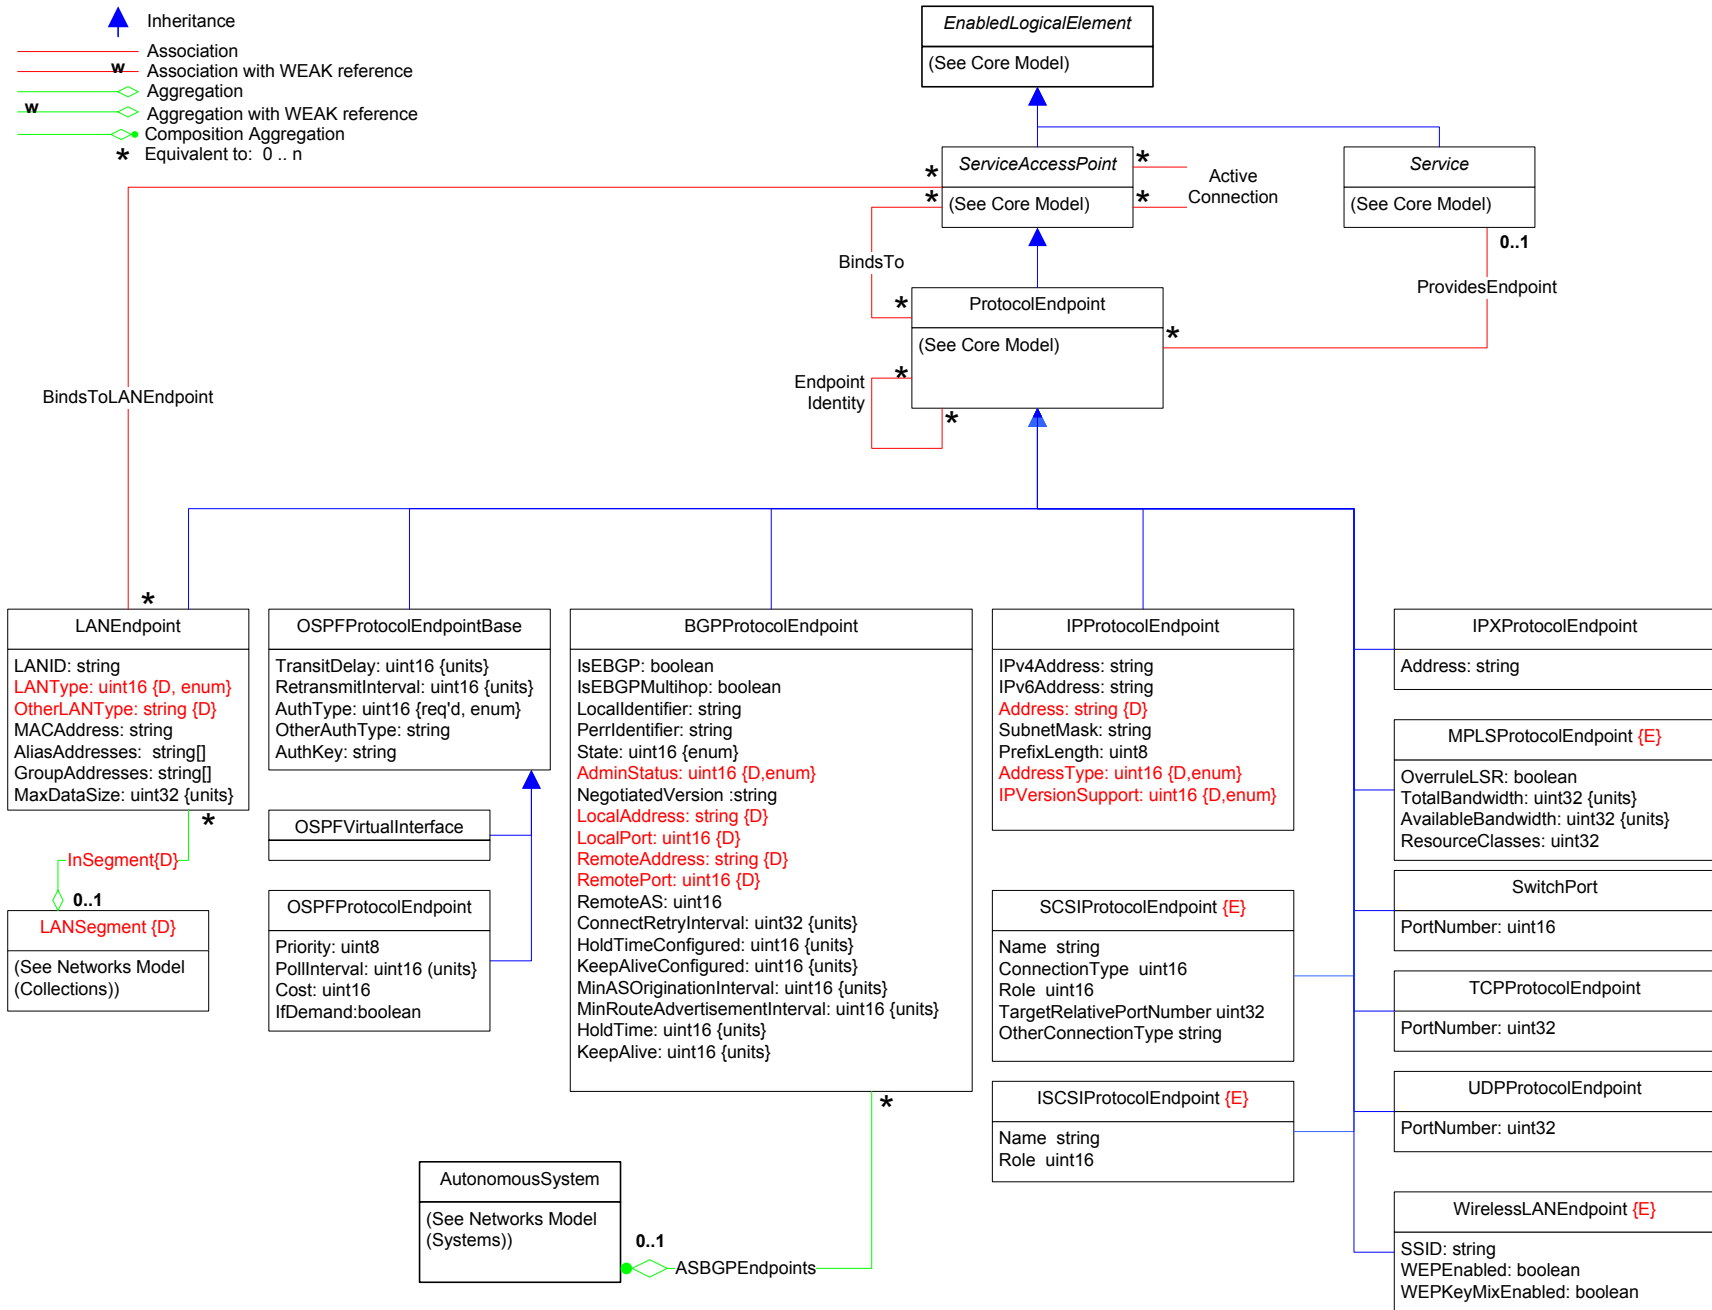 Inheritance
Association
w
Association with WEAK reference
Aggregation
w
Aggregation with WEAK reference
Composition Aggregation
* Equivalent to: 0 .. n
EnabledLogicalElement
(See Core Model)
ServiceAccessPoint
(See Core Model)
*
*
*
*
Active
Connection
Service
(See Core Model)
0..1
BindsTo
ProvidesEndpoint
ProtocolEndpoint
(See Core Model)
*
*
*
*
Endpoint
Identity
BindsToLANEndpoint
*
LANEndpoint
LANID: string
LANType: uint16 {D, enum}
OtherLANType: string {D}
MACAddress: string
AliasAddresses: string[]
GroupAddresses: string[]
MaxDataSize: uint32 {units}
*
InSegment{D}
0..1
LANSegment {D}
(See Networks Model
(Collections))
OSPFProtocolEndpointBase
TransitDelay: uint16 {units}
RetransmitInterval: uint16 {units}
AuthType: uint16 {req'd, enum}
OtherAuthType: string
AuthKey: string
OSPFVirtualInterface
OSPFProtocolEndpoint
Priority: uint8
PollInterval: uint16 (units}
Cost: uint16
IfDemand:boolean
BGPProtocolEndpoint
IsEBGP: boolean
IsEBGPMultihop: boolean
LocalIdentifier: string
PerrIdentifier: string
State: uint16 {enum}
AdminStatus: uint16 {D,enum}
NegotiatedVersion :string
LocalAddress: string {D}
LocalPort: uint16 {D}
RemoteAddress: string {D}
RemotePort: uint16 {D}
RemoteAS: uint16
ConnectRetryInterval: uint32 {units}
HoldTimeConfigured: uint16 {units}
KeepAliveConfigured: uint16 {units}
MinASOriginationInterval: uint16 {units}
MinRouteAdvertisementInterval: uint16 {units}
HoldTime: uint16 {units}
KeepAlive: uint16 {units}
*
AutonomousSystem
(See Networks Model
(Systems))
0..1
ASBGPEndpoints
IPProtocolEndpoint
IPv4Address: string
IPv6Address: string
Address: string {D}
SubnetMask: string
PrefixLength: uint8
AddressType: uint16 {D,enum}
IPVersionSupport: uint16 {D,enum}
SCSIProtocolEndpoint {E}
Name string
ConnectionType uint16
Role uint16
TargetRelativePortNumber uint32
OtherConnectionType string
ISCSIProtocolEndpoint {E}
Name string
Role uint16
IPXProtocolEndpoint
Address: string
MPLSProtocolEndpoint {E}
OverruleLSR: boolean
TotalBandwidth: uint32 {units}
AvailableBandwidth: uint32 {units}
ResourceClasses: uint32
SwitchPort
PortNumber: uint16
TCPProtocolEndpoint
PortNumber: uint32
UDPProtocolEndpoint
PortNumber: uint32
WirelessLANEndpoint {E}
SSID: string
WEPEnabled: boolean
WEPKeyMixEnabled: boolean